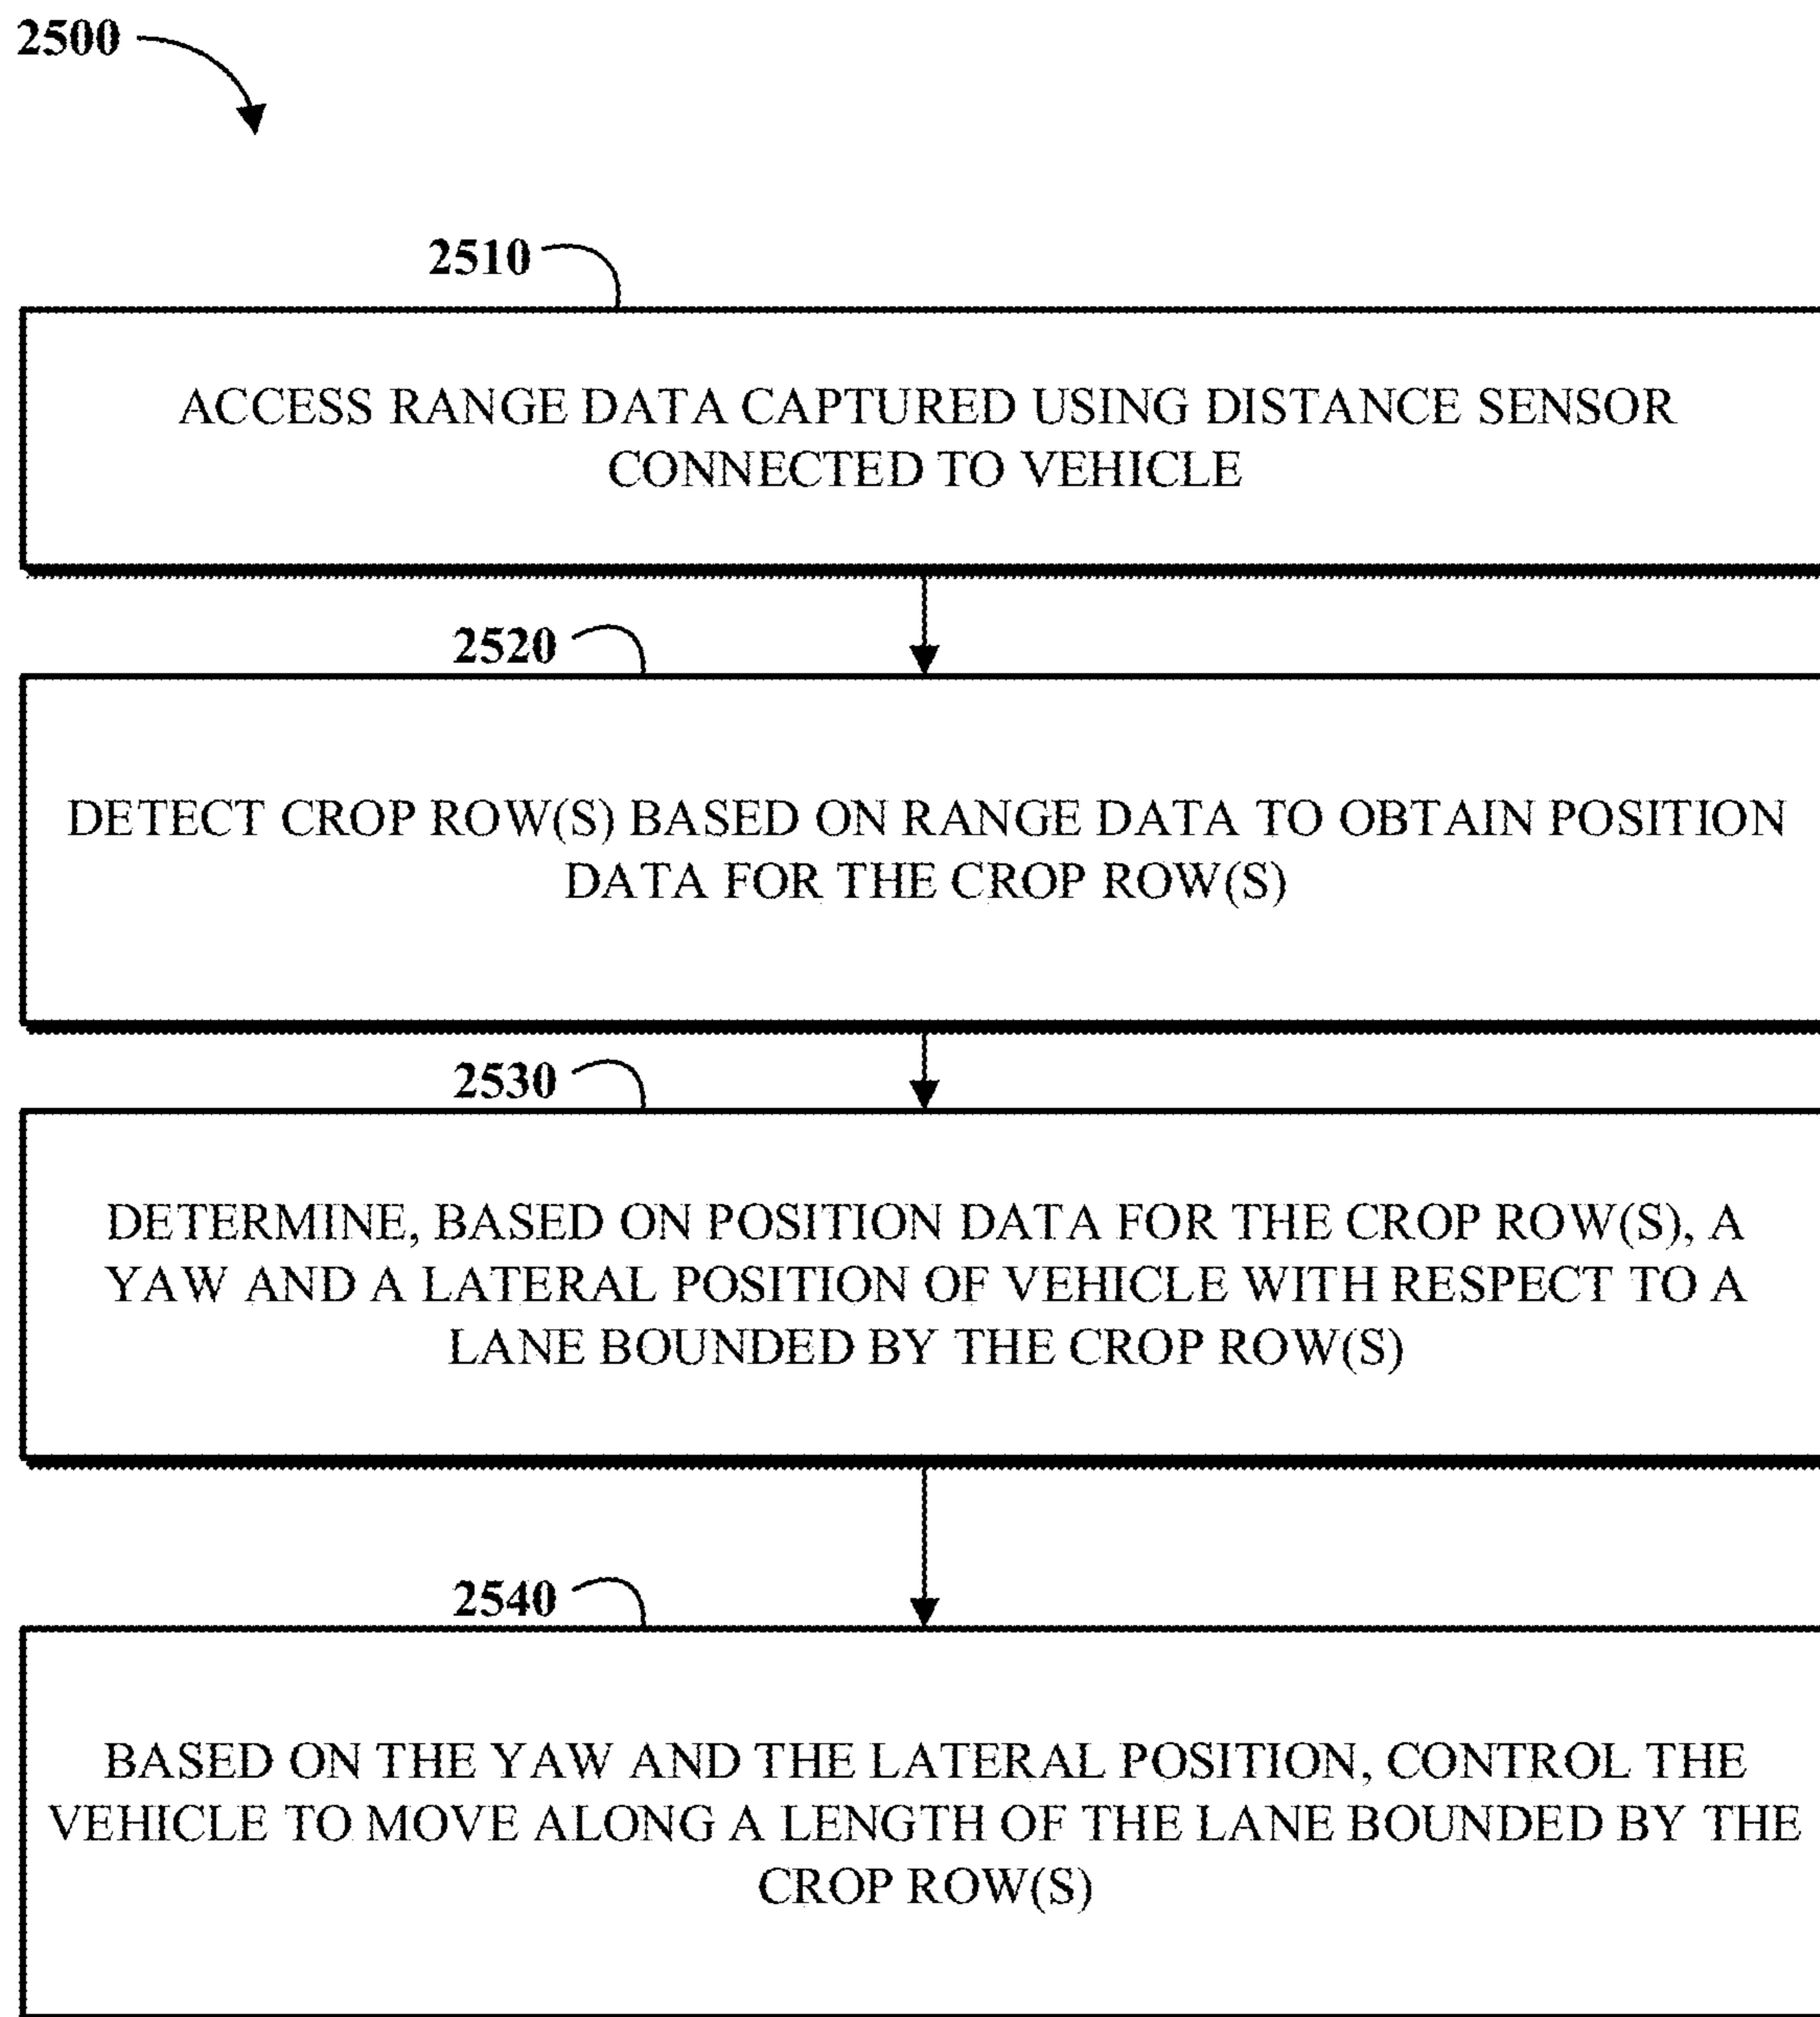 2500
2510
ACCESS RANGE DATA CAPTURED USING DISTANCE SENSOR
CONNECTED TO VEHICLE
2520
DETECT CROP ROW(S) BASED ON RANGE DATA TO OBTAIN POSITION
DATA FOR THE CROP ROW(S)
2530
DETERMINE, BASED ON POSITION DATA FOR THE CROP ROW(S), A
YAW AND A LATERAL POSITION OF VEHICLE WITH RESPECT TO A
LANE BOUNDED BY THE CROP ROW(S)
2540
BASED ON THE YAW AND THE LATERAL POSITION, CONTROL THE
VEHICLE TO MOVE ALONG A LENGTH OF THE LANE BOUNDED BY THE
CROP ROW(S)